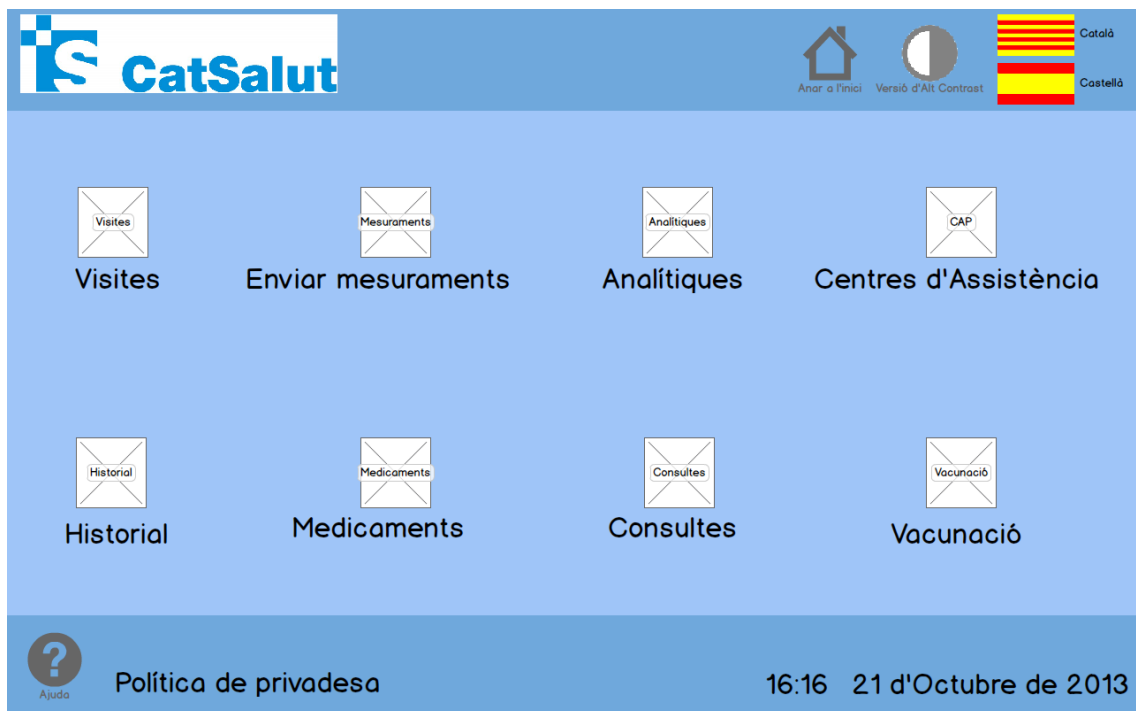 S CatSalut
Anar a l'inici
Versió d'Alt Contrast
Català
Castellà
Visites
Mesuraments
Analítiques
CAP
Visites
Enviar mesuraments
Analítiques
Centres d'Assistència
Historial
Medicaments
Consultes
Vacunació
Historial
Medicaments
Consultes
Vacunació
?
Ajuda
Política de privadesa
16:16 21 d'Octubre de 2013